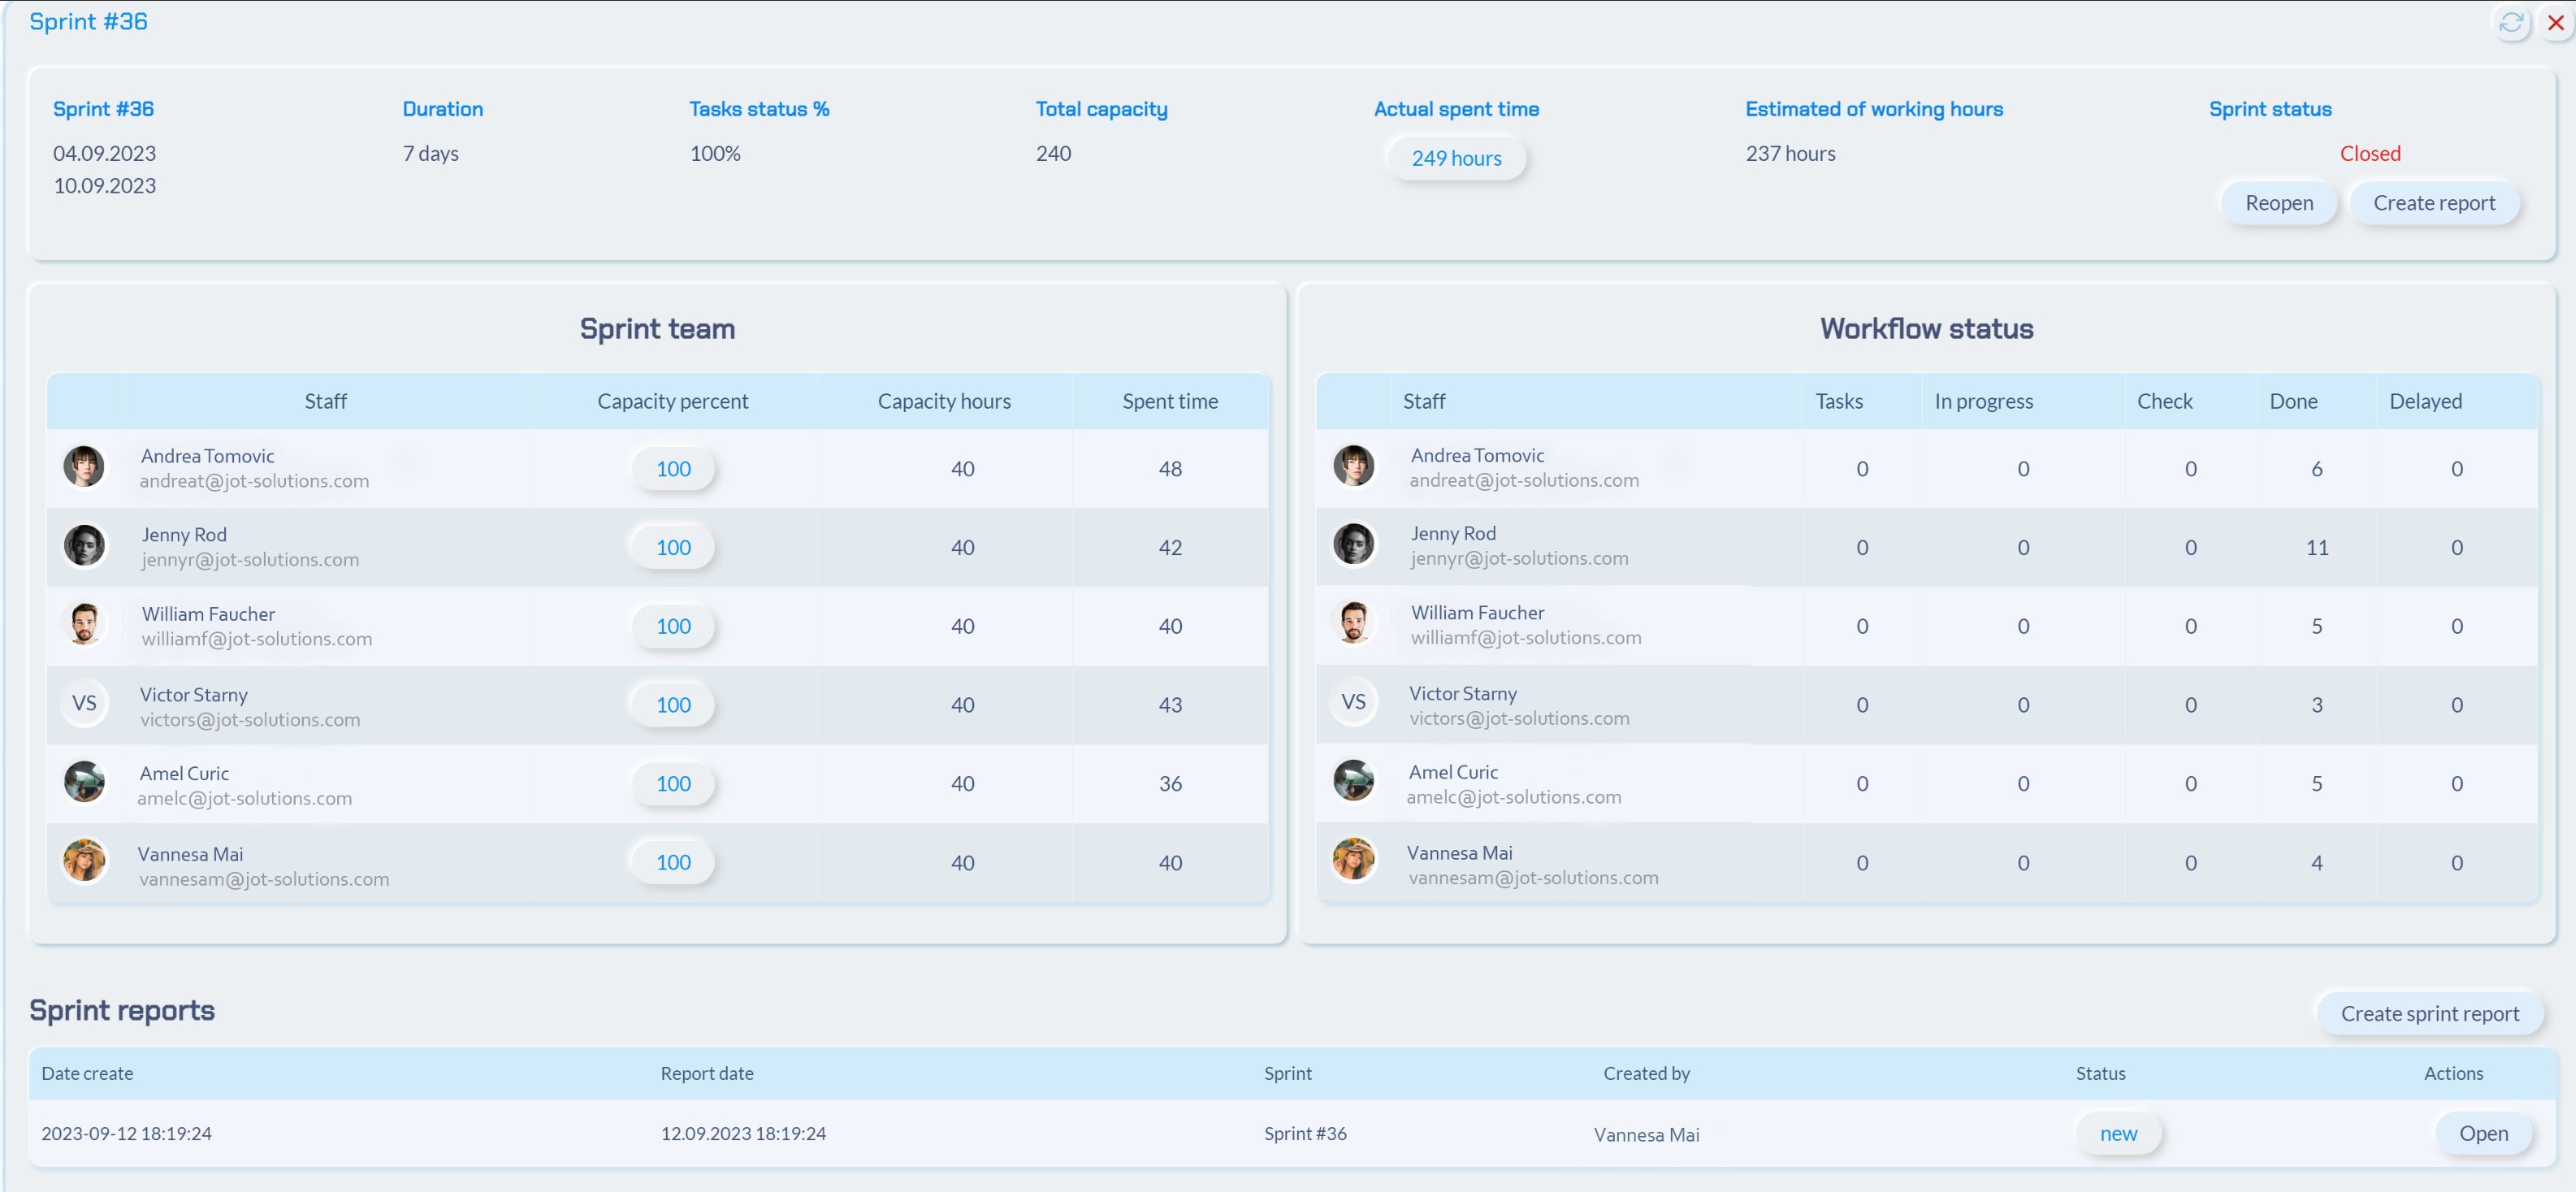 Sprint #36
Sprint #36 Duration Tasks status % Total capacity Actual spent time Estimated of working hours Sprint status
04.09.2023 7 days 100% 240 249 hours 237 hours Closed
10.09.2023
Reopen Create report
Sprint team
Staff Capacity percent Capacity hours Spent time
Andrea Tomovic 100 40 48
andreat@jot-solutions.com
Jenny Rod 100 40 42
jennyr@jot-solutions.com
William Faucher 100 40 40
williamf@jot-solutions.com
VS Victor Starny 100 40 43
victors@jot-solutions.com
Amel Curic 100 40 36
amelc@jot-solutions.com
Vannesa Mai 100 40 40
vannesam@jot-solutions.com
Workflow status
Staff Tasks In progress Check Done Delayed
Andrea Tomovic 0 0 0 6 0
andreat@jot-solutions.com
Jenny Rod 0 0 0 11 0
jennyr@jot-solutions.com
William Faucher 0 0 0 5 0
williamf@jot-solutions.com
VS Victor Starny 0 0 0 3 0
victors@jot-solutions.com
Amel Curic 0 0 0 5 0
amelc@jot-solutions.com
Vannesa Mai 0 0 0 4 0
vannesam@jot-solutions.com
Sprint reports
Create sprint report
Date create Report date Sprint Created by Status Actions
2023-09-12 18:19:24 12.09.2023 18:19:24 Sprint #36 Vannesa Mai new Open